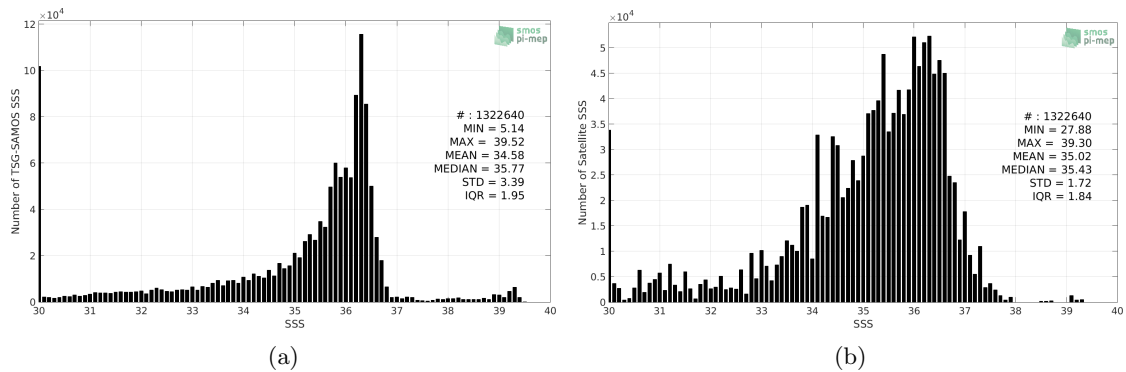 ×10⁴
12
10
8
6
4
2
0
Number of TSG-SAMOS SSS
smos
pi-mep
# : 1322640
MIN = 5.14
MAX = 39.52
MEAN = 34.58
MEDIAN = 35.77
STD = 3.39
IQR = 1.95
30 31 32 33 34 35 36 37 38 39 40
SSS
(a)
×10⁴
5
4.5
4
3.5
3
2.5
2
1.5
1
0.5
0
Number of Satellite SSS
smos
pi-mep
# : 1322640
MIN = 27.88
MAX = 39.30
MEAN = 35.02
MEDIAN = 35.43
STD = 1.72
IQR = 1.84
30 31 32 33 34 35 36 37 38 39 40
SSS
(b)